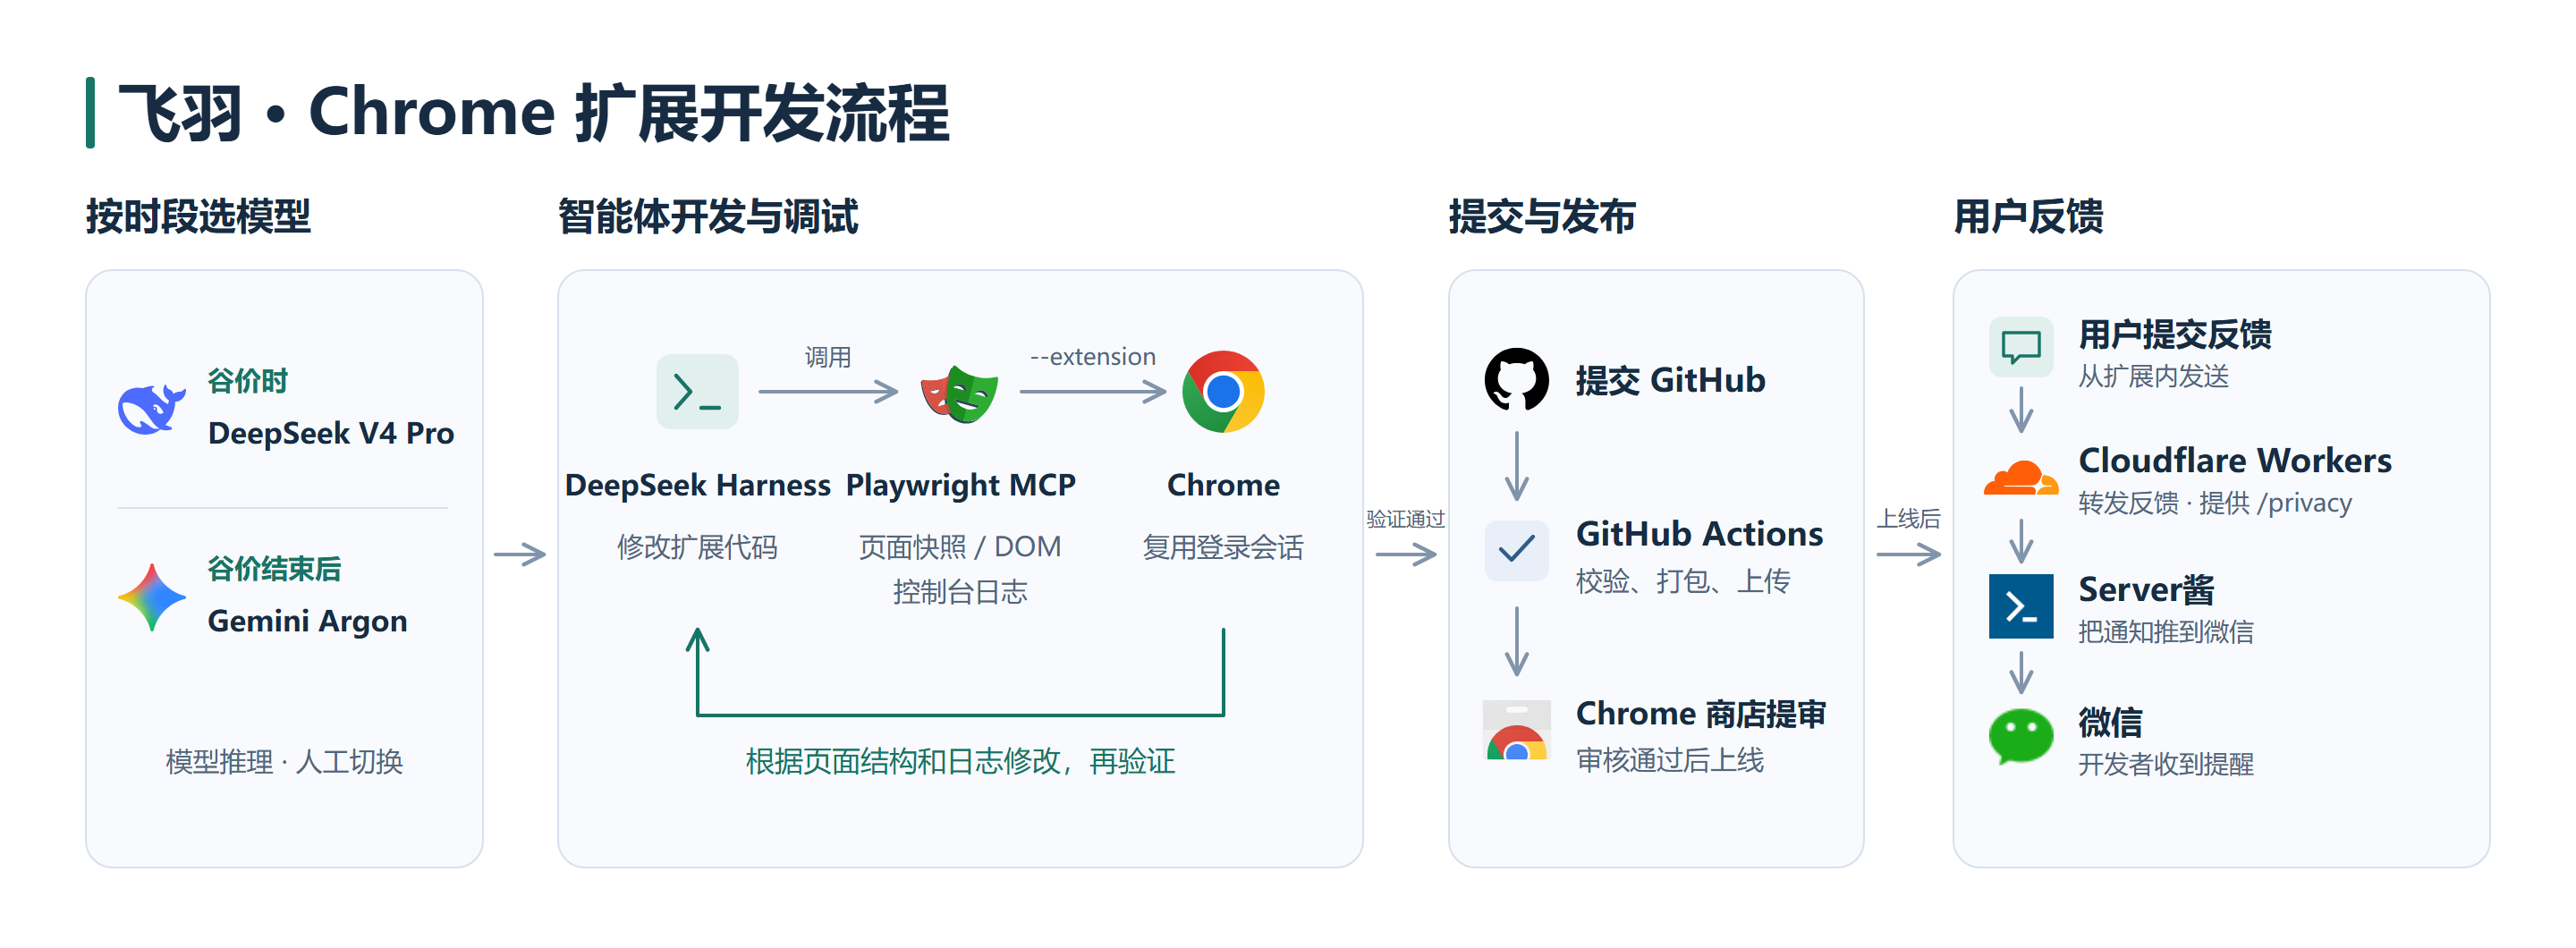 飞羽 · Chrome 扩展开发流程
按时段选模型
谷价时
DeepSeek V4 Pro
谷价结束后
Gemini Argon
模型推理 · 人工切换
智能体开发与调试
调用
--extension
DeepSeek Harness
Playwright MCP
Chrome
修改扩展代码
页面快照 / DOM
控制台日志
复用登录会话
根据页面结构和日志修改，再验证
验证通过
提交与发布
提交 GitHub
GitHub Actions
校验、打包、上传
Chrome 商店提审
审核通过后上线
上线后
用户反馈
用户提交反馈
从扩展内发送
Cloudflare Workers
转发反馈 · 提供 /privacy
Server酱
把通知推到微信
微信
开发者收到提醒